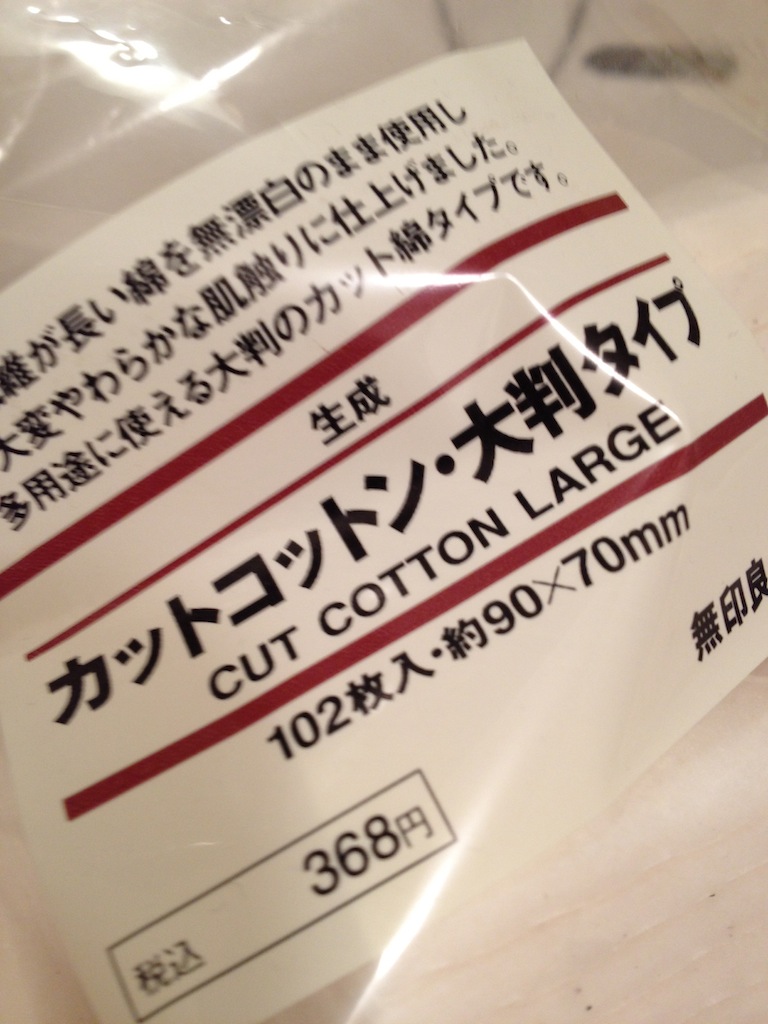 維が長い綿を無漂白のまま使用し
大変やわらかな肌触りに仕上げました。
多用途に使える大判のカット綿タイプです。
生成
カットコットン・大判タイプ
CUT COTTON LARGE
102枚入・約90×70mm
無印良
368円
税込